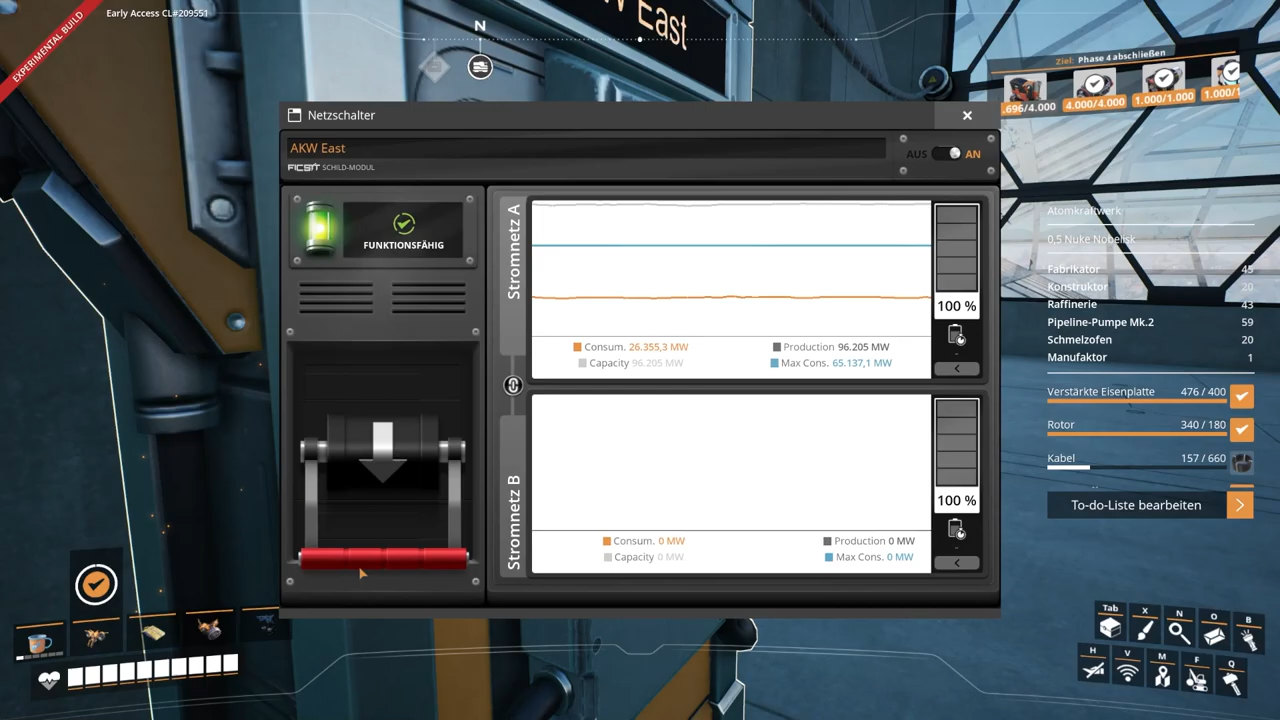 EXPERIMENTAL BUILD
Early Access CL#209551
N
East
Ziel: Phase 4 abschließen
.696/4.000
4.000/4.000
1.000/1.000
1.000/1
Netzschalter
AKW East
FICSIT SCHILD-MODUL
AUS
AN
FUNKTIONSFÄHIG
Stromnetz A
100 %
Consum. 26.355,3 MW
Production 96.205 MW
Capacity 96.205 MW
Max Cons. 65.137,1 MW
Stromnetz B
100 %
Consum. 0 MW
Production 0 MW
Capacity 0 MW
Max Cons. 0 MW
Atomkraftwerk
0,5 Nuke Nobelisk
Fabrikator 45
Konstruktor 20
Raffinerie 43
Pipeline-Pumpe Mk.2 59
Schmelzofen 20
Manufaktor 1
Verstärkte Eisenplatte 476 / 400
Rotor 340 / 180
Kabel 157 / 660
To-do-Liste bearbeiten
Tab X N O B
H V M F Q